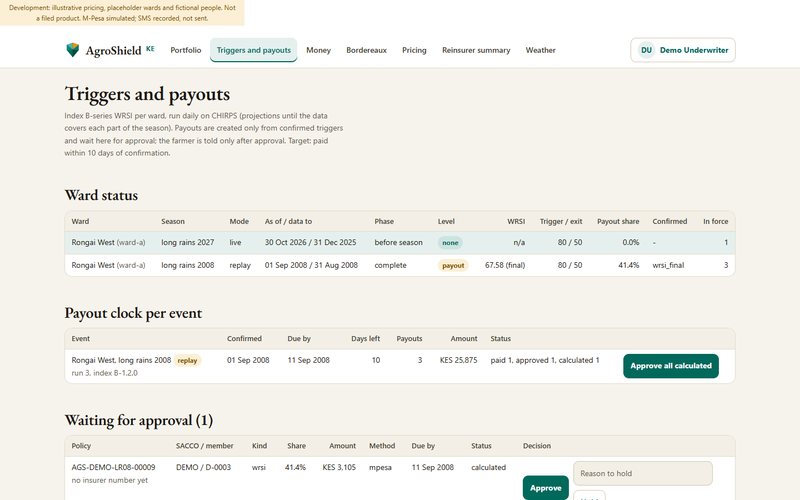 Development: illustrative pricing, placeholder wards and fictional people. Not
a filed product. M-Pesa simulated; SMS recorded, not sent.
AgroShield KE Portfolio Triggers and payouts Money Bordereaux Pricing Reinsurer summary Weather DU Demo Underwriter
Triggers and payouts
Index B-series WRSI per ward, run daily on CHIRPS (projections until the data
covers each part of the season). Payouts are created only from confirmed triggers
and wait here for approval; the farmer is told only after approval. Target: paid
within 10 days of confirmation.
Ward status
Ward Season Mode As of / data to Phase Level WRSI Trigger / exit Payout share Confirmed In force
Rongai West (ward-a) long rains 2027 live 30 Oct 2026 / 31 Dec 2025 before season none n/a 80 / 50 0.0% - 1
Rongai West (ward-a) long rains 2008 replay 01 Sep 2008 / 31 Aug 2008 complete payout 67.58 (final) 80 / 50 41.4% wrsi_final 3
Payout clock per event
Event Confirmed Due by Days left Payouts Amount Status
Rongai West, long rains 2008 replay 01 Sep 2008 11 Sep 2008 10 3 KES 25,875 paid 1, approved 1, calculated 1 Approve all calculated
run 3, index B-1.2.0
Waiting for approval (1)
Policy SACCO / member Kind Share Amount Method Due by Status Decision
AGS-DEMO-LR08-00009 DEMO / D-0003 wrsi 41.4% KES 3,105 mpesa 11 Sep 2008 calculated Approve Reason to hold
no insurer number yet